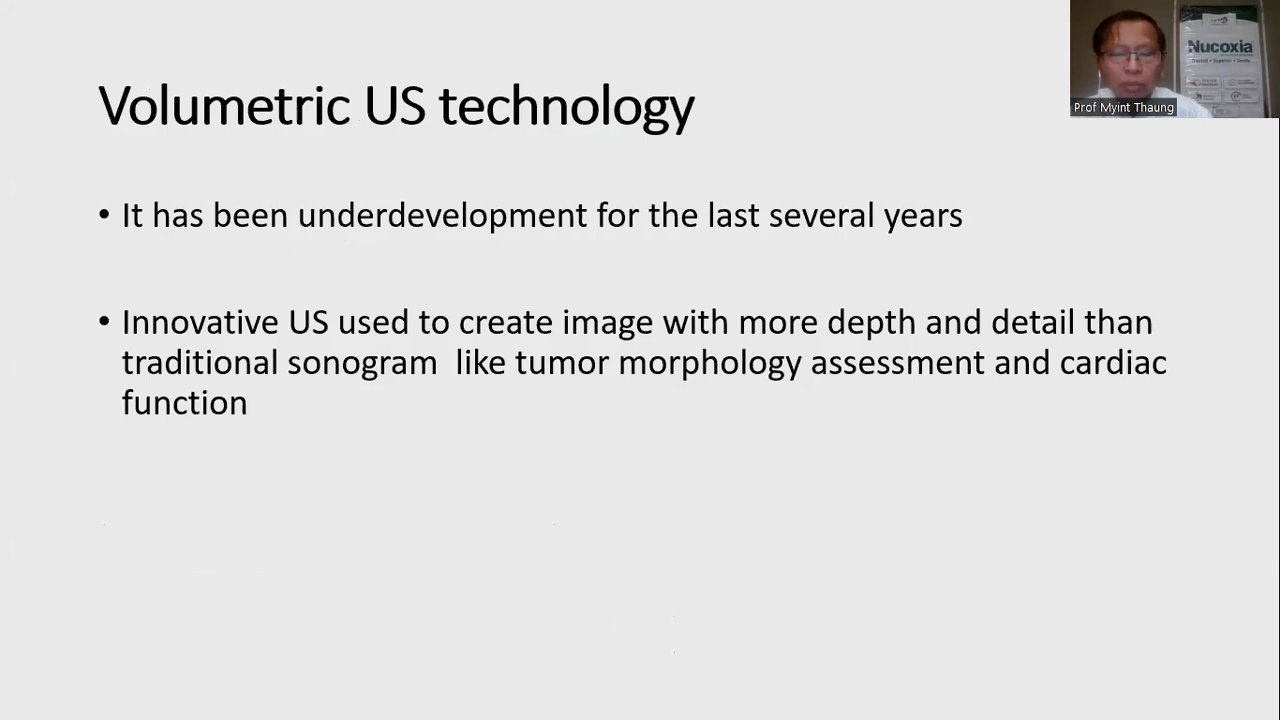 Volumetric US technology
• It has been underdevelopment for the last several years
• Innovative US used to create image with more depth and detail than
traditional sonogram  like tumor morphology assessment and cardiac
function
Nucoxia
Prof Myint Thaung